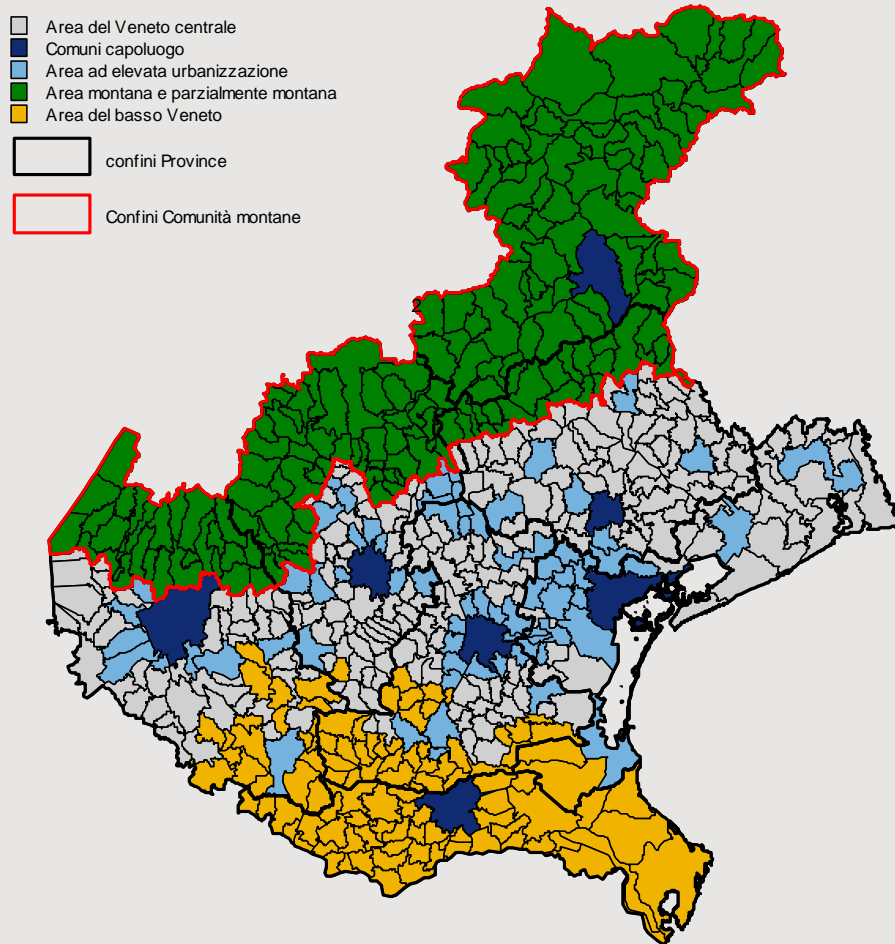 Area del Veneto centrale
Comuni capoluogo
Area ad elevata urbanizzazione
Area montana e parzialmente montana
Area del basso Veneto
confini Province
Confini Comunità montane
2